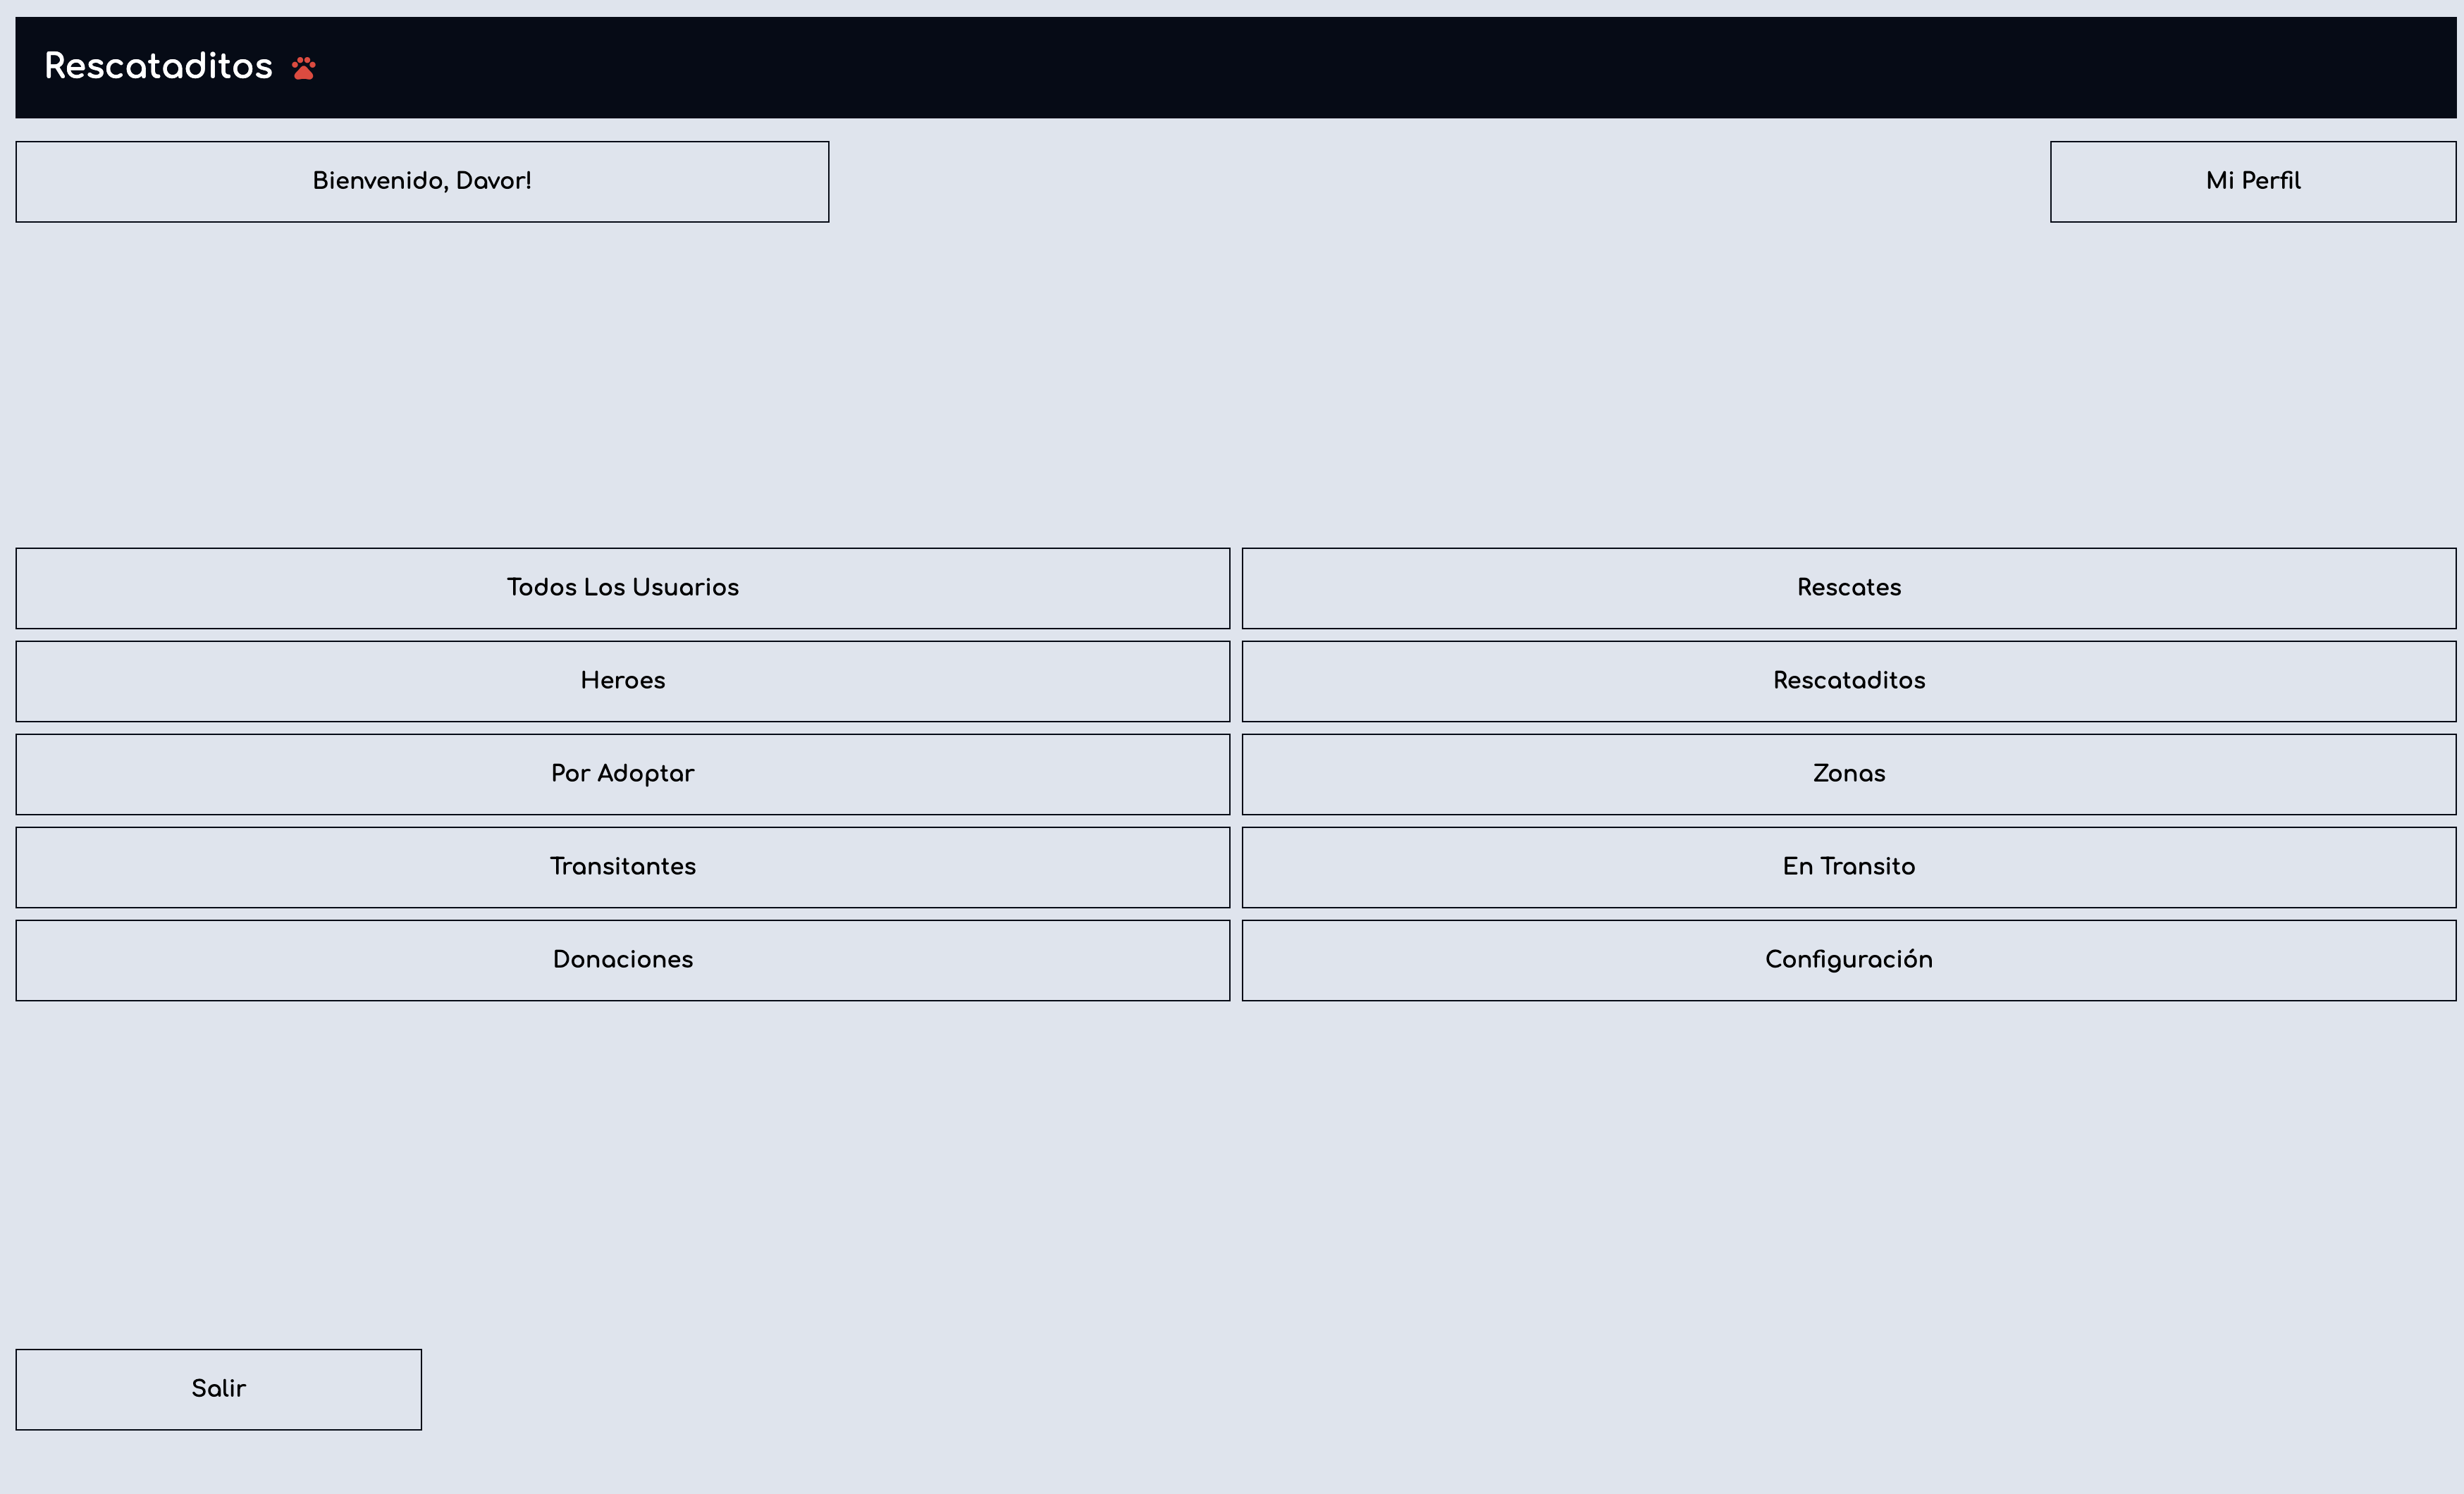 Rescataditos
Bienvenido, Davor!
Mi Perfil
Todos Los Usuarios
Rescates
Heroes
Rescataditos
Por Adoptar
Zonas
Transitantes
En Transito
Donaciones
Configuración
Salir